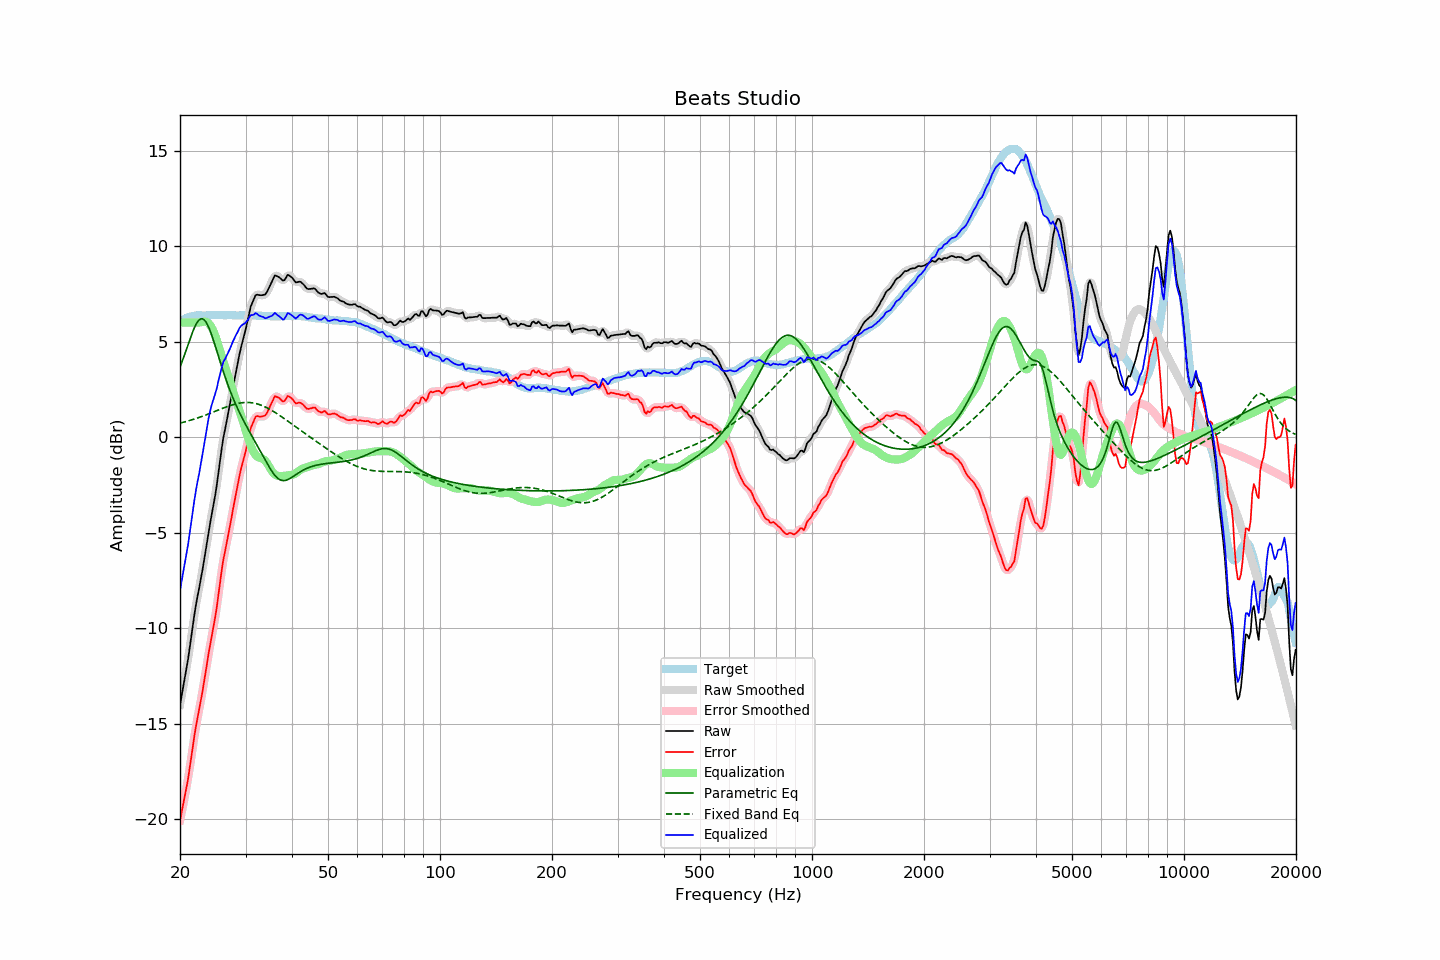 Beats Studio
Amplitude (dBr)
15
10
5
0
−5
−10
−15
−20
Target
Raw Smoothed
Error Smoothed
Raw
Error
Equalization
Parametric Eq
Fixed Band Eq
Equalized
20 50 100 200 500 1000 2000 5000 10000 20000
Frequency (Hz)